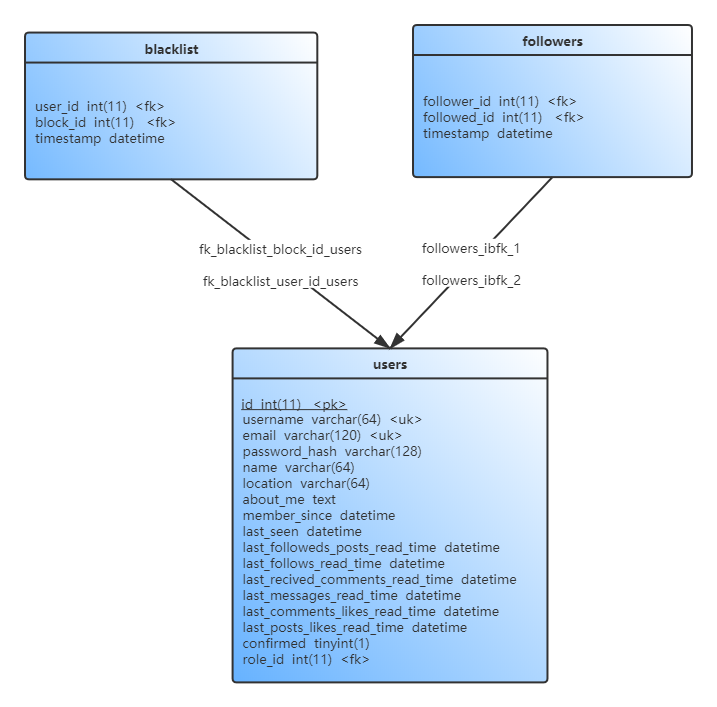 blacklist
user_id int(11) <fk>
block_id int(11) <fk>
timestamp datetime
followers
follower_id int(11) <fk>
followed_id int(11) <fk>
timestamp datetime
fk_blacklist_block_id_users
fk_blacklist_user_id_users
followers_ibfk_1
followers_ibfk_2
users
id int(11) <pk>
username varchar(64) <uk>
email varchar(120) <uk>
password_hash varchar(128)
name varchar(64)
location varchar(64)
about_me text
member_since datetime
last_seen datetime
last_followeds_posts_read_time datetime
last_follows_read_time datetime
last_recived_comments_read_time datetime
last_messages_read_time datetime
last_comments_likes_read_time datetime
last_posts_likes_read_time datetime
confirmed tinyint(1)
role_id int(11) <fk>